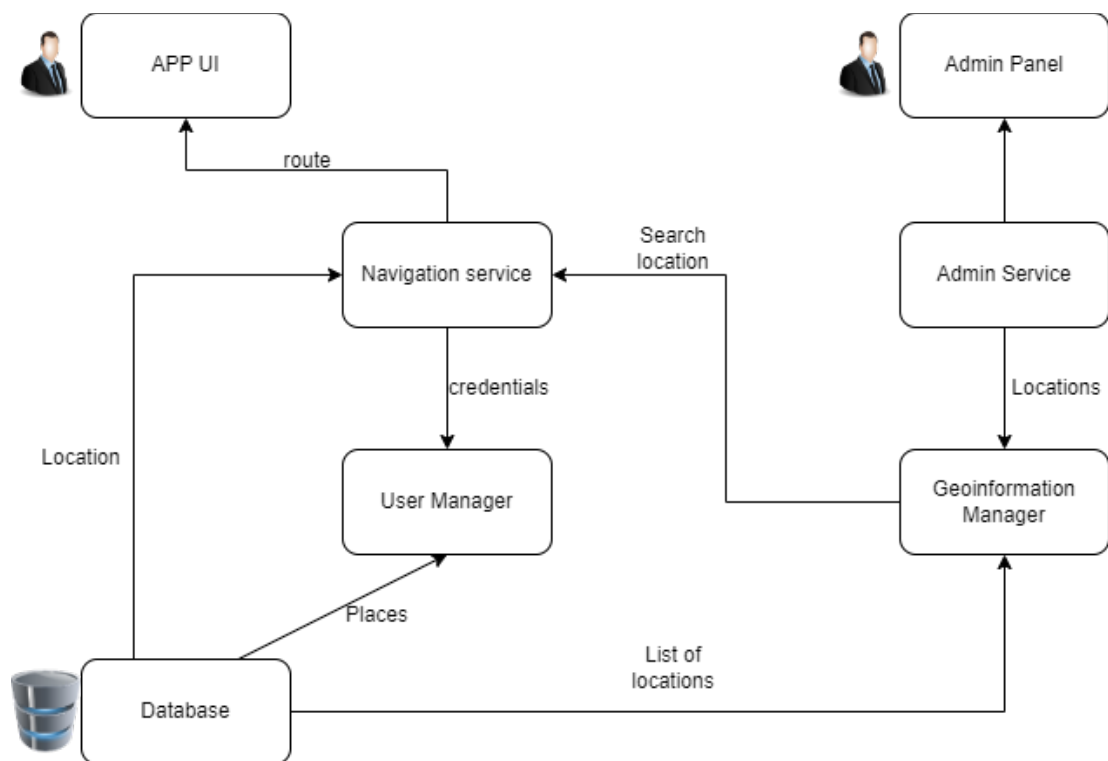 APP UI
Admin Panel
route
Search
location
Navigation service
Admin Service
credentials
Locations
Location
User Manager
Geoinformation
Manager
Places
List of
locations
Database